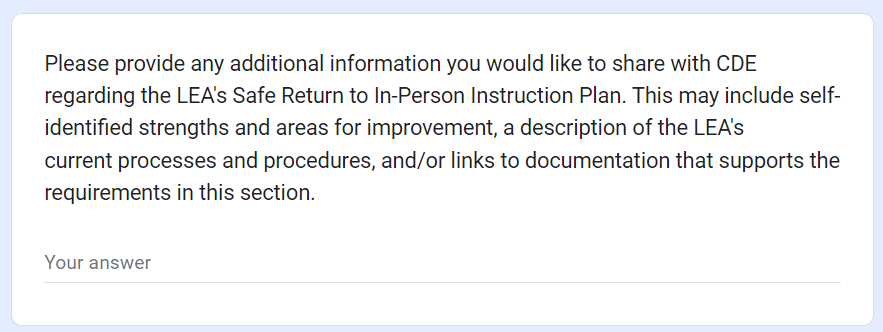 Please provide any additional information you would like to share with CDE
regarding the LEA's Safe Return to In-Person Instruction Plan. This may include self-
identified strengths and areas for improvement, a description of the LEA's
current processes and procedures, and/or links to documentation that supports the
requirements in this section.
Your answer